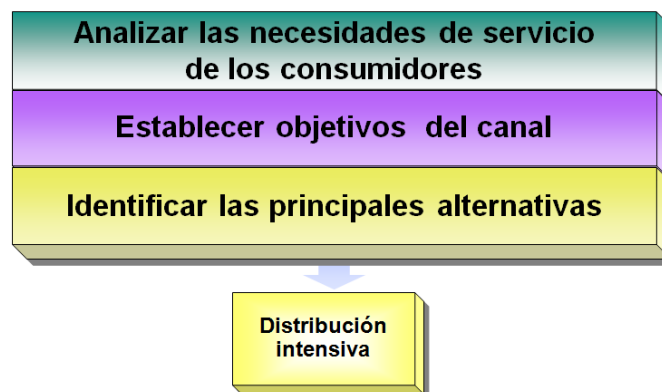 Analizar las necesidades de servicio
de los consumidores
Establecer objetivos del canal
Identificar las principales alternativas
Distribución
intensiva